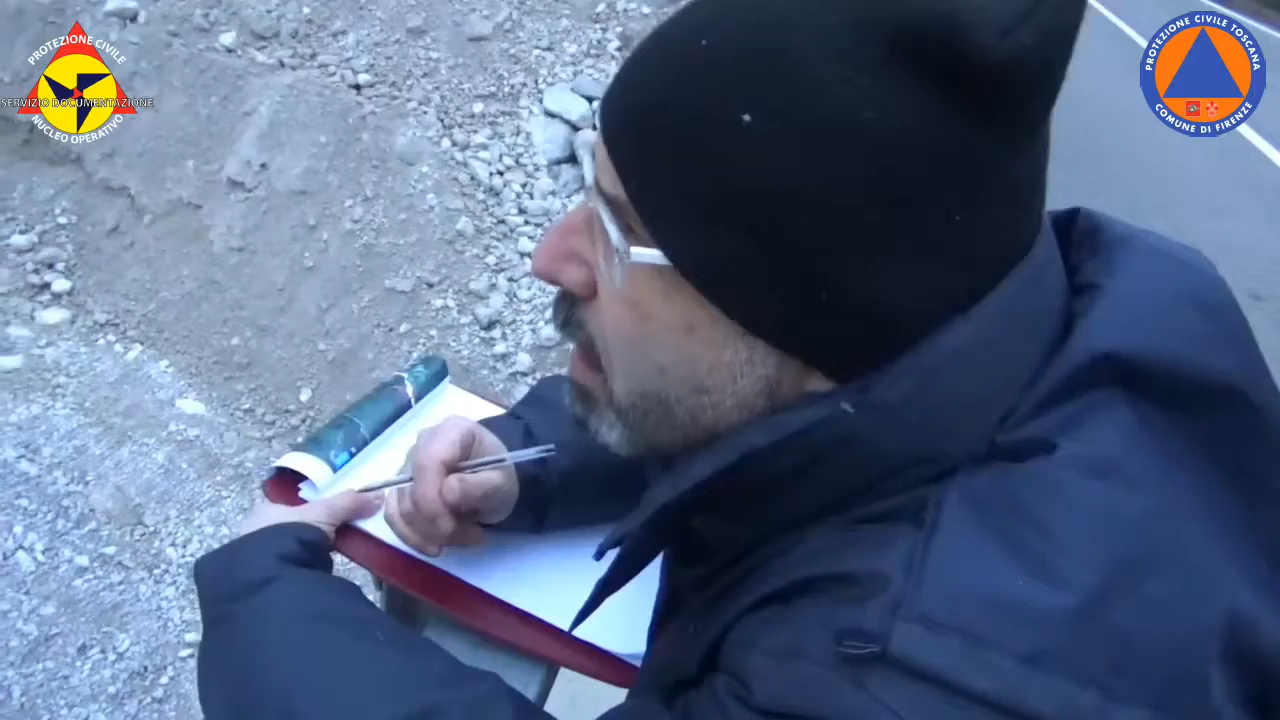 PROTEZIONE CIVILE
SERVIZIO DOCUMENTAZIONE
NUCLEO OPERATIVO
PROTEZIONE CIVILE TOSCANA
COMUNE DI FIRENZE